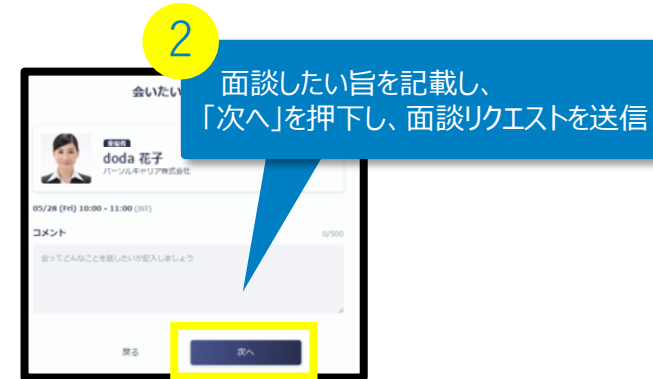 2
面談したい旨を記載し、
「次へ」を押下し、面談リクエストを送信
会いたい
doda 花子
パーソルキャリア株式会社
05/28 (Fri) 10:00 - 11:00 (JST)
コメント 0/500
会ってどんなことを話したいか記入しましょう
戻る 次へ